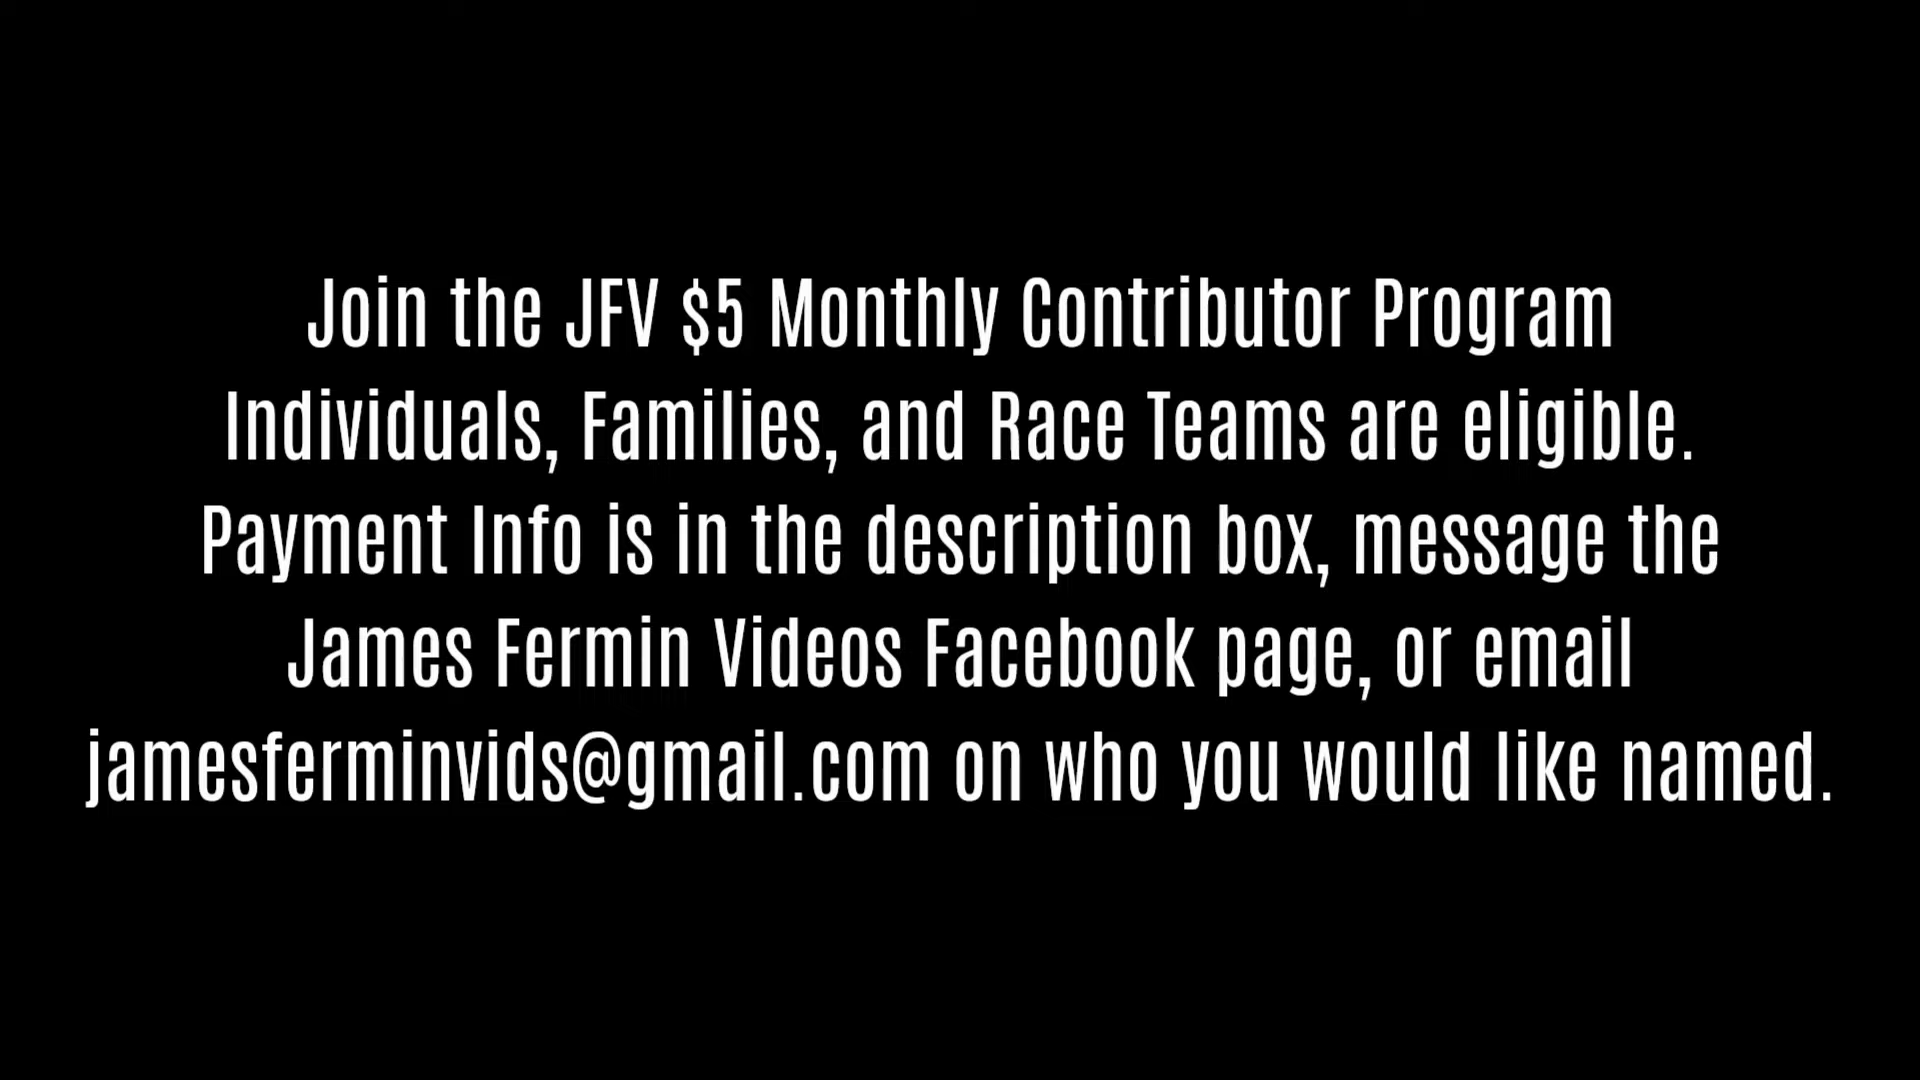 Join the JFV $5 Monthly Contributor Program
Individuals, Families, and Race Teams are eligible.
Payment Info is in the description box, message the
James Fermin Videos Facebook page, or email
jamesferminvids@gmail.com on who you would like named.